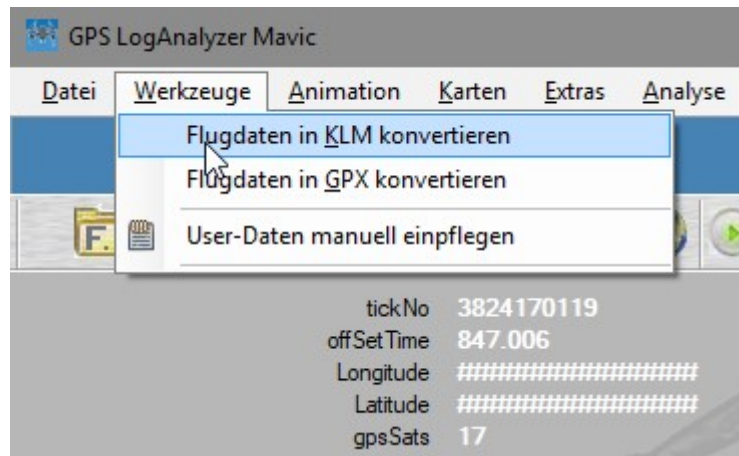 GPS LogAnalyzer Mavic
Datei Werkzeuge Animation Karten Extras Analyse
Flugdaten in KLM konvertieren
Flugdaten in GPX konvertieren
F.
User-Daten manuell einpflegen
tickNo 3824170119
offSetTime 847.006
Longitude ####################
Latitude ####################
gpsSats 17